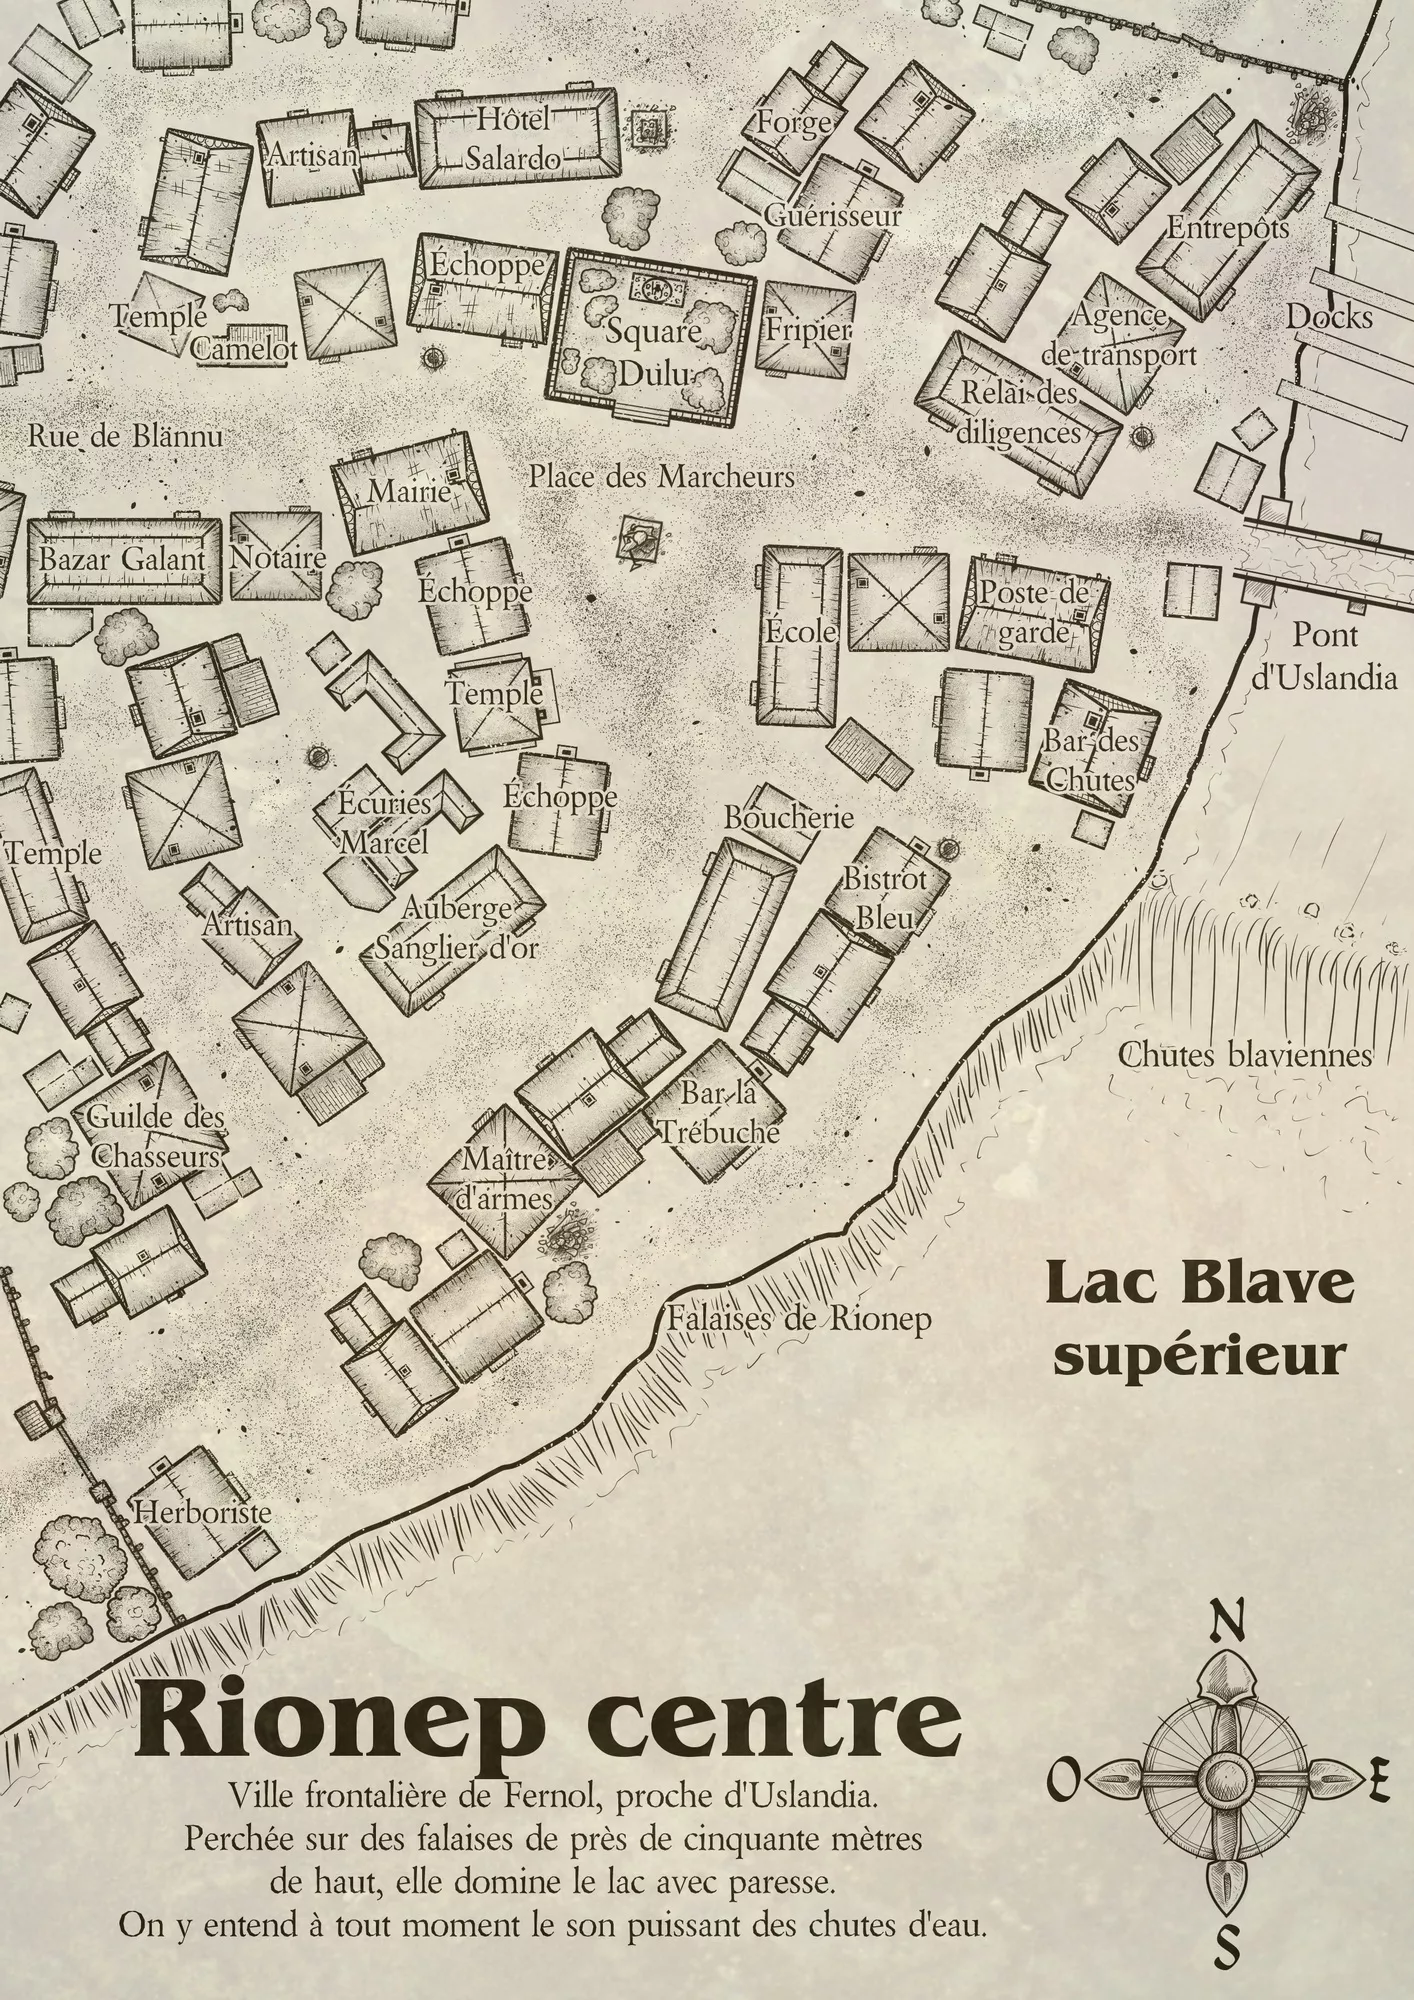 Hôtel
Salardo
Artisan
Forge
Guérisseur
Entrepôts
Échoppe
Temple
Camelot
Square
Dulu
Fripier
Agence
de transport
Docks
Relai des
diligences
Rue de Blännu
Place des Marcheurs
Mairie
Bazar Galant
Notaire
Échoppe
École
Poste de
garde
Pont
d'Uslandia
Temple
Bar des
Chutes
Écuries
Marcel
Échoppe
Boucherie
Temple
Bistrot
Bleu
Artisan
Auberge
Sanglier d'or
Chutes blaviennes
Guilde des
Chasseurs
Bar la
Trébuche
Maître
d'armes
Lac Blave
supérieur
Falaises de Rionep
Herboriste
Rionep centre
Ville frontalière de Fernol, proche d'Uslandia.
Perchée sur des falaises de près de cinquante mètres
de haut, elle domine le lac avec paresse.
On y entend à tout moment le son puissant des chutes d'eau.
N
O
E
S